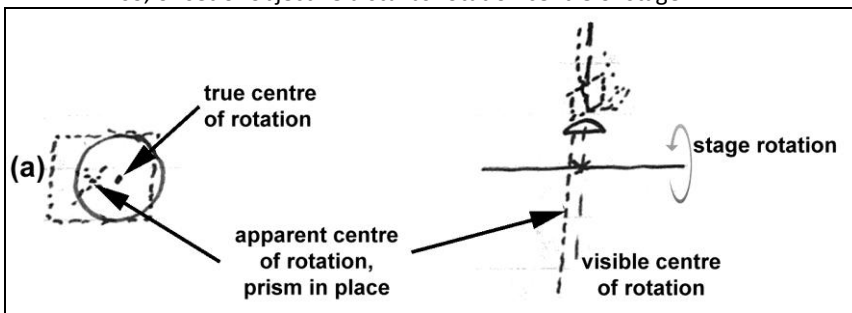 true centre
of rotation
(a)
apparent centre
of rotation,
prism in place
stage rotation
visible centre
of rotation